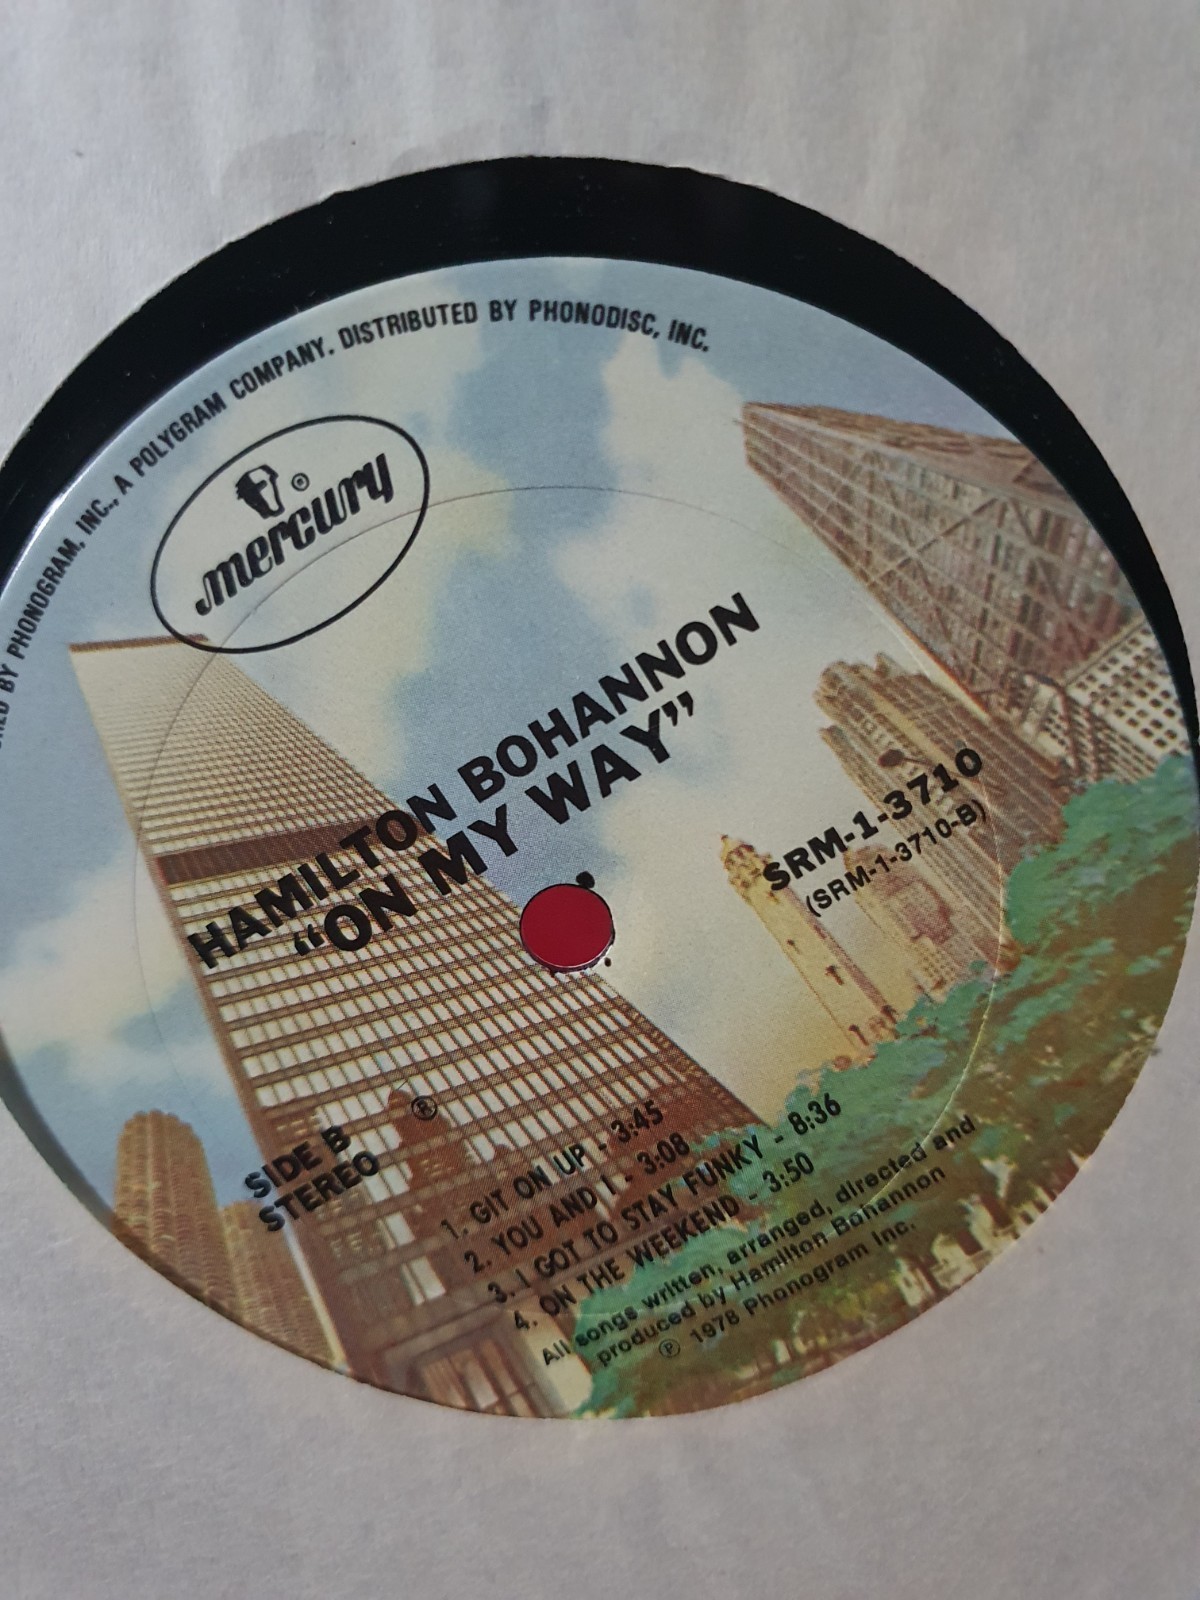 BY PHONOGRAM, INC., A POLYGRAM COMPANY. DISTRIBUTED BY PHONODISC, INC.
®
mercury
HAMILTON BOHANNON
“ON MY WAY”
SRM-1-3710
(SRM-1-3710-B)
®
SIDE B
STEREO
1. GIT ON UP - 3:45
2. YOU AND I - 3:08
3. I GOT TO STAY FUNKY - 8:36
4. ON THE WEEKEND - 3:50
All songs written, arranged, directed and
produced by Hamilton Bohannon
℗ 1978 Phonogram Inc.